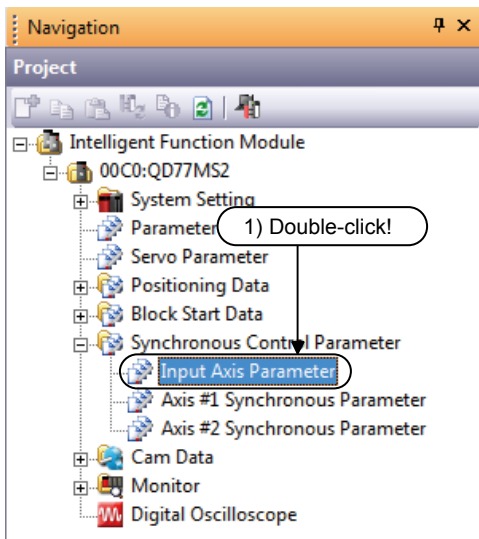 Navigation
Project
Intelligent Function Module
00C0:QD77MS2
System Setting
Parameter
1) Double-click!
Servo Parameter
Positioning Data
Block Start Data
Synchronous Control Parameter
Input Axis Parameter
Axis #1 Synchronous Parameter
Axis #2 Synchronous Parameter
Cam Data
Monitor
Digital Oscilloscope